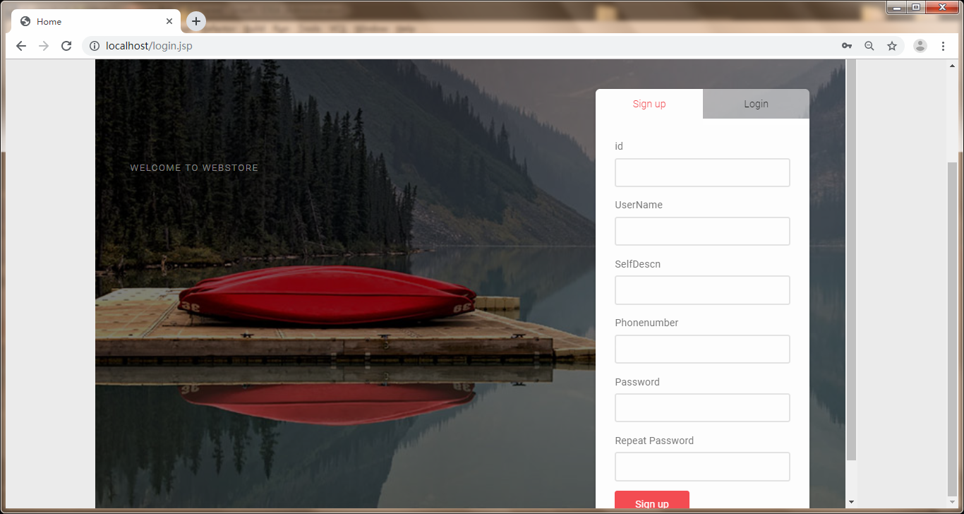 Home
localhost/login.jsp
Sign up
Login
id
WELCOME TO WEBSTORE
UserName
SelfDescn
Phonenumber
Password
Repeat Password
Sign up